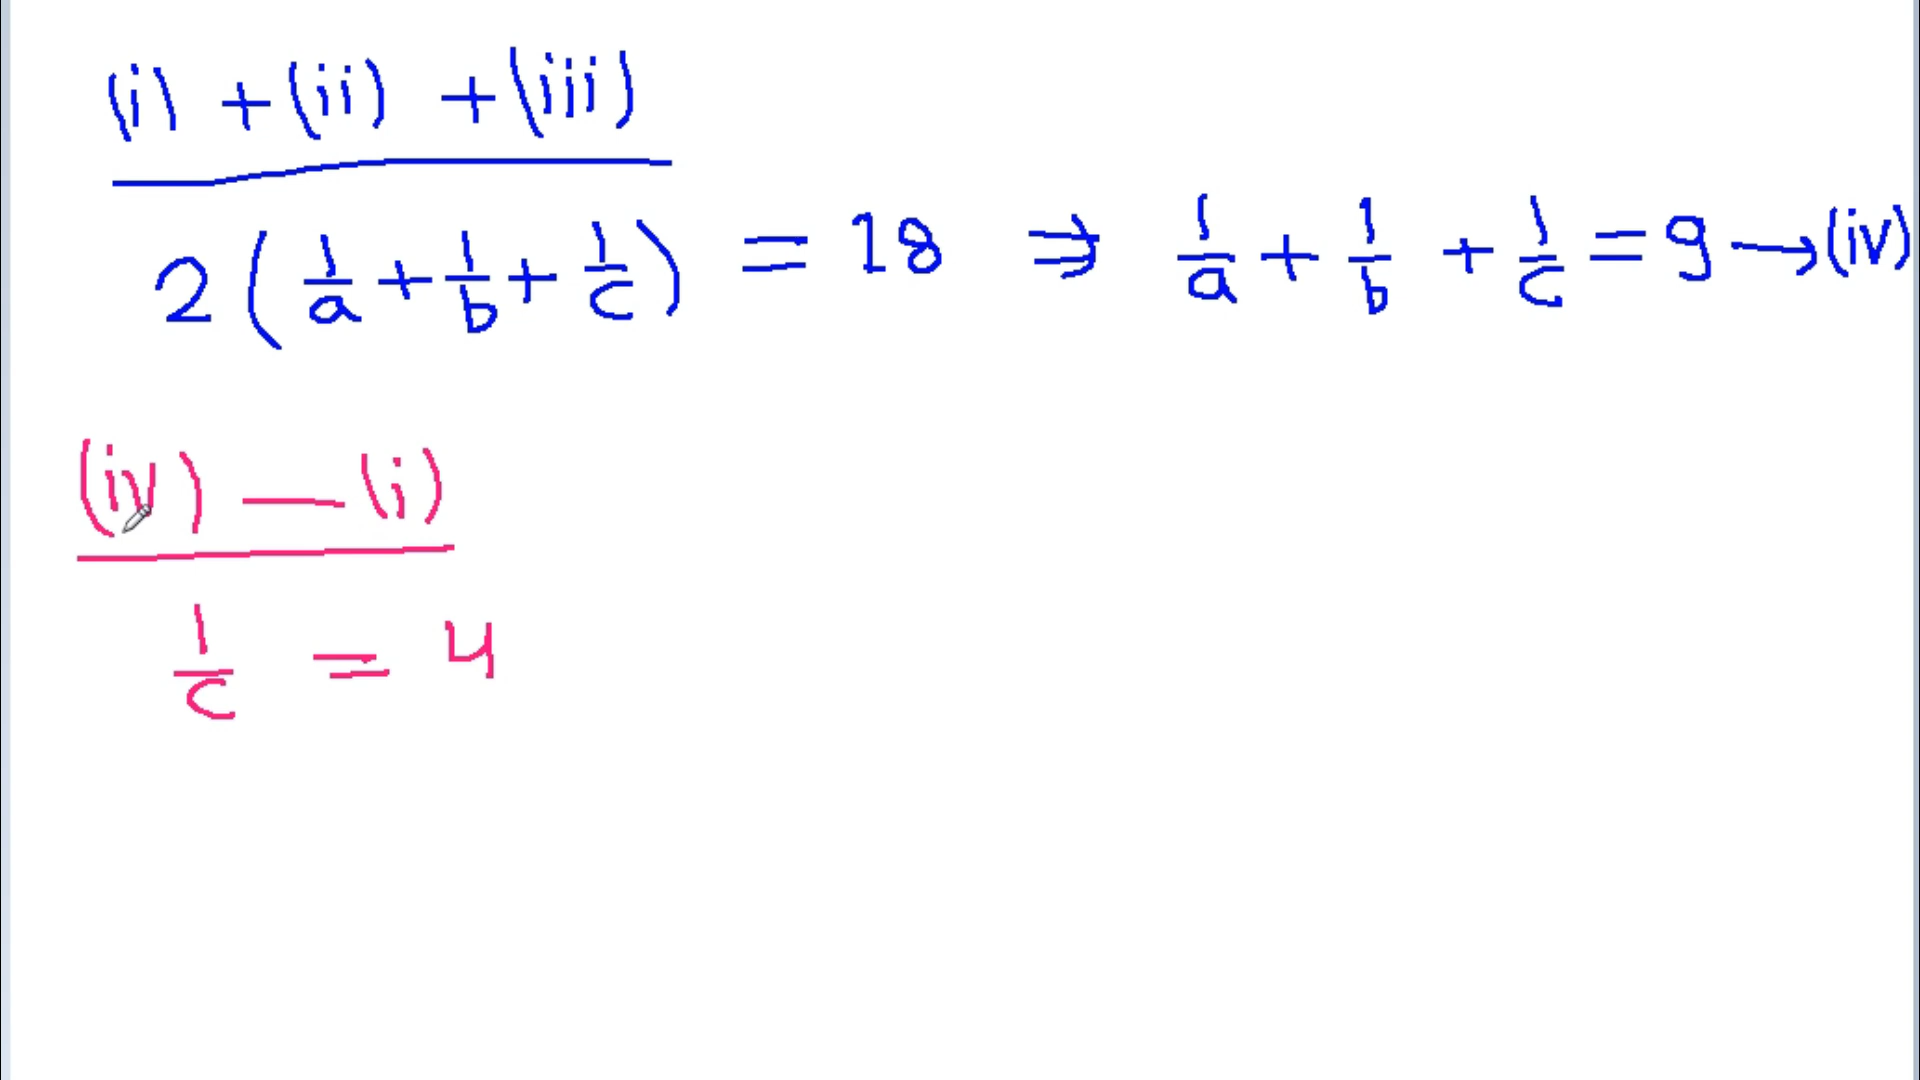 (i) + (ii) + (iii)
2(1/a + 1/b + 1/c) = 18 ⇒ 1/a + 1/b + 1/c = 9 → (iv)
(iv) — (i)
1/c = 4